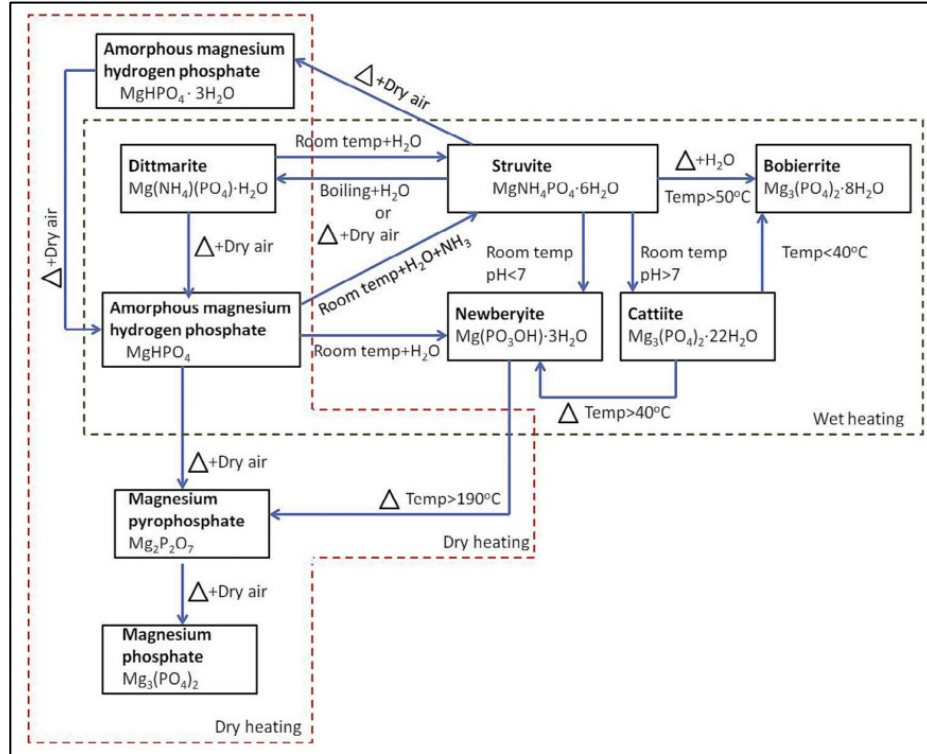 Amorphous magnesium
hydrogen phosphate
MgHPO₄· 3H₂O
△+Dry air
△+Dry air
Dittmarite
Mg(NH₄)(PO₄)·H₂O
Room temp+H₂O
Boiling+H₂O
or
△+Dry air
Struvite
MgNH₄PO₄·6H₂O
△+H₂O
Temp>50°C
Bobierrite
Mg₃(PO₄)₂·8H₂O
△+Dry air
Room temp+H₂O+NH₃
Room temp
pH<7
Room temp
pH>7
Temp<40°C
Amorphous magnesium
hydrogen phosphate
MgHPO₄
Room temp+H₂O
Newberyite
Mg(PO₃OH)·3H₂O
Cattiite
Mg₃(PO₄)₂·22H₂O
△ Temp>40°C
Wet heating
△+Dry air
△ Temp>190°C
Magnesium
pyrophosphate
Mg₂P₂O₇
Dry heating
△+Dry air
Magnesium
phosphate
Mg₃(PO₄)₂
Dry heating